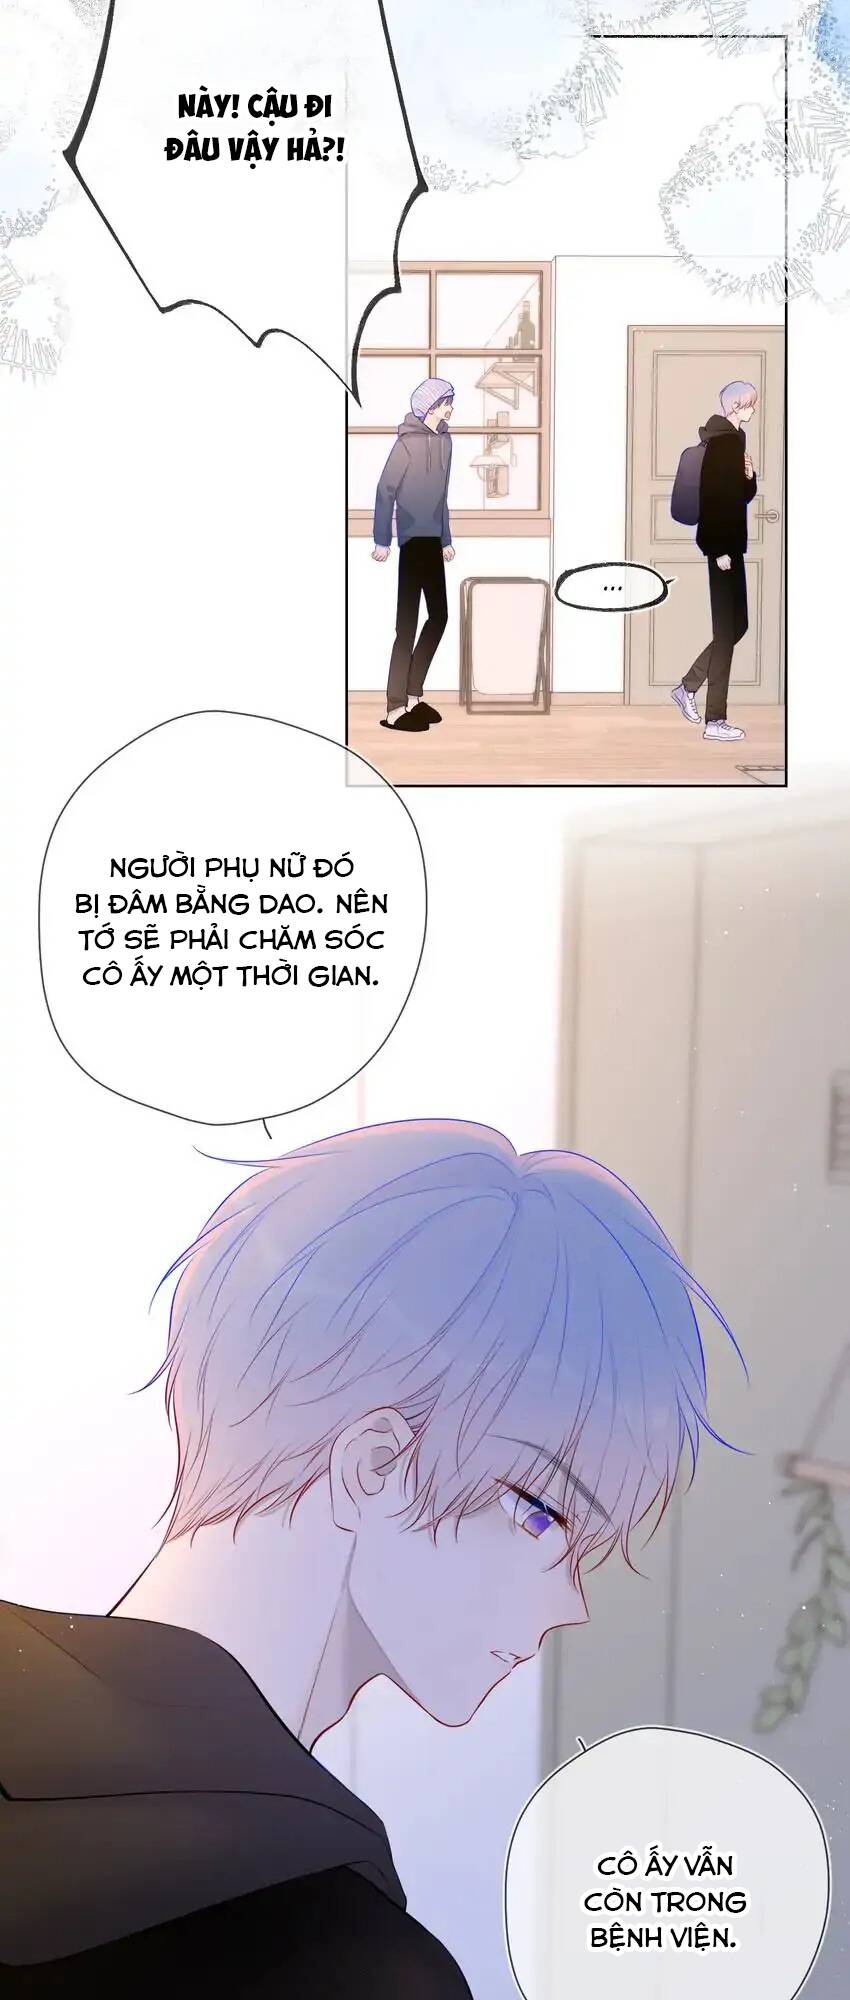 NÀY! CẬU ĐI
ĐÂU VẬY HẢ?!
...
NGƯỜI PHỤ NỮ ĐÓ
BỊ ĐÂM BẰNG DAO. NÊN
TỚ SẼ PHẢI CHĂM SÓC
CÔ ẤY MỘT THỜI GIAN.
CÔ ẤY VẪN
CÒN TRONG
BỆNH VIỆN.